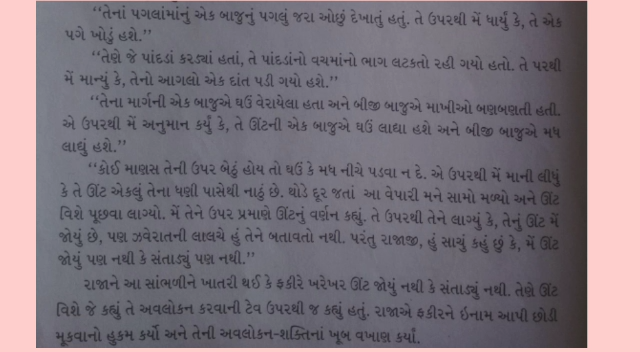 “તેનાં પગલાંમાંનું એક બાજુનું પગલું જરા ઓછું દેખાતું હતું. તે ઉપરથી મેં ધાર્યું કે, તે એક
પગે ખોડું હશે.”
“તેણે જે પાંદડાં કરડ્યાં હતાં, તે પાંદડાંનો વચમાંનો ભાગ લટકતો રહી ગયો હતો. તે પરથી
મેં માન્યું કે, તેનો આગલો એક દાંત પડી ગયો હશે.”
“તેના માર્ગની એક બાજુએ ઘઉં વેરાયેલા હતા અને બીજી બાજુએ માખીઓ બણબણતી હતી.
એ ઉપરથી મેં અનુમાન કર્યું કે, તે ઊંટની એક બાજુએ ઘઉં લાદ્યા હશે અને બીજી બાજુએ મધ
લાદ્યું હશે.”
“કોઈ માણસ તેની ઉપર બેઠું હોય તો ઘઉં કે મધ નીચે પડવા ન દે. એ ઉપરથી મેં માની લીધું
કે તે ઊંટ એકલું તેના ધણી પાસેથી નાઠું છે. થોડે દૂર જતાં આ વેપારી મને સામો મળ્યો અને ઊંટ
વિશે પૂછવા લાગ્યો. મેં તેને ઉપર પ્રમાણે ઊંટનું વર્ણન કહ્યું. તે ઉપરથી તેને લાગ્યું કે, તેનું ઊંટ મેં
જોયું છે, પણ ઝવેરાતની લાલચે હું તેને બતાવતો નથી. પરંતુ રાજાજી, હું સાચું કહું છું કે, મેં ઊંટ
જોયું પણ નથી કે સંતાડ્યું પણ નથી.”
રાજાને આ સાંભળીને ખાતરી થઈ કે ફકીરે ખરેખર ઊંટ જોયું નથી કે સંતાડ્યું નથી. તેણે ઊંટ
વિશે જે કહ્યું તે અવલોકન કરવાની ટેવ ઉપરથી જ કહ્યું હતું. રાજાએ ફકીરને ઇનામ આપી છોડી
મૂકવાનો હુકમ કર્યો અને તેની અવલોકન-શક્તિનાં ખૂબ વખાણ કર્યાં.